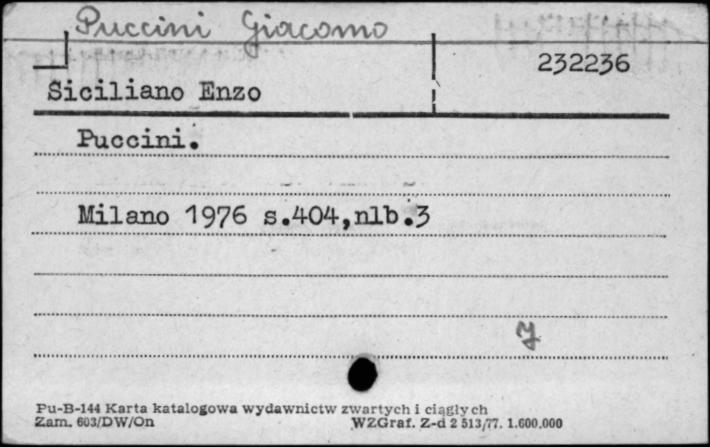 Puccini Giacomo
232236
Siciliano Enzo
Puccini.
Milano 1976 s.404,nlb.3
Pu-B-144 Karta katalogowa wydawnictw zwartych i ciągłych
Zam. 603/DW/On WZGraf. Z-d 2 513/77. 1.600.000